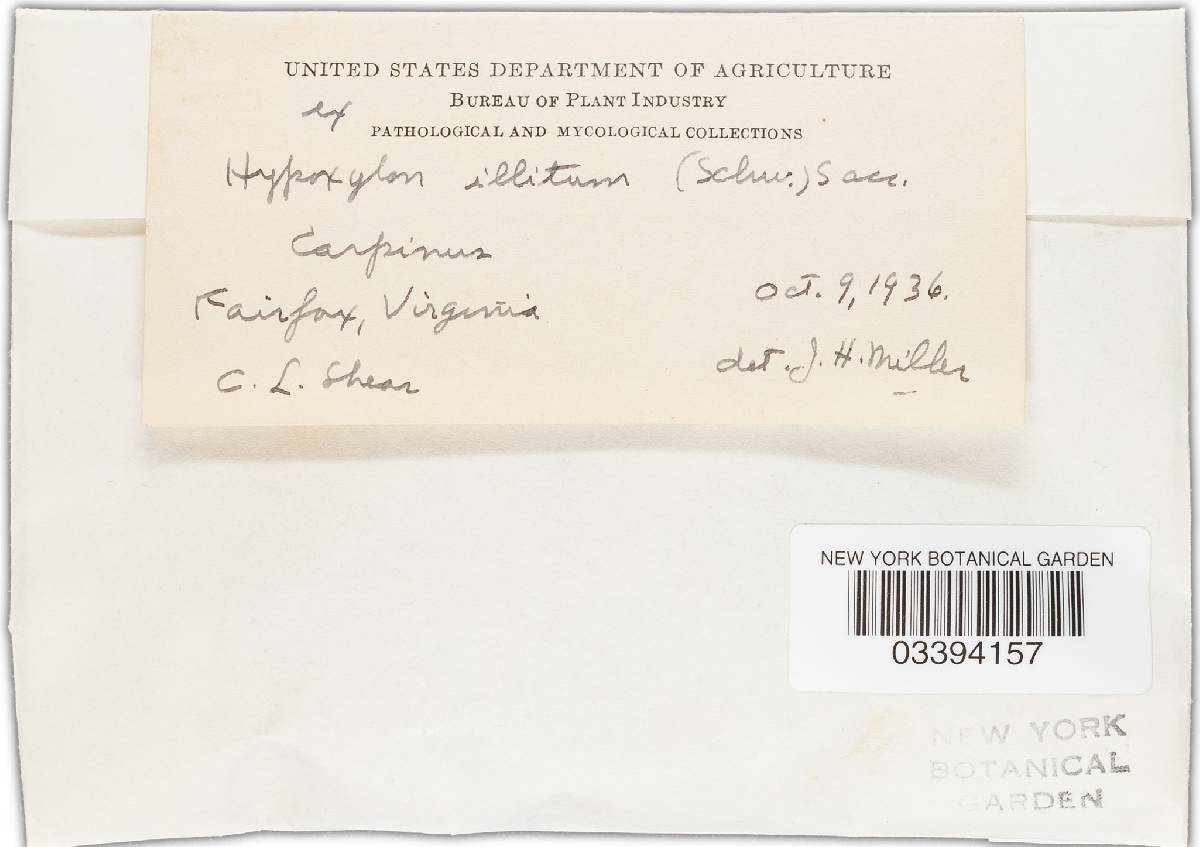 UNITED STATES DEPARTMENT OF AGRICULTURE
BUREAU OF PLANT INDUSTRY
ex
PATHOLOGICAL AND MYCOLOGICAL COLLECTIONS
Hypoxylon illitum (Schw.) Sacc.
Carpinus
Fairfax, Virginia Oct. 9, 1936.
C. L. Shear det. J. H. Miller
NEW YORK BOTANICAL GARDEN
03394157
NEW YORK
BOTANICAL
GARDEN